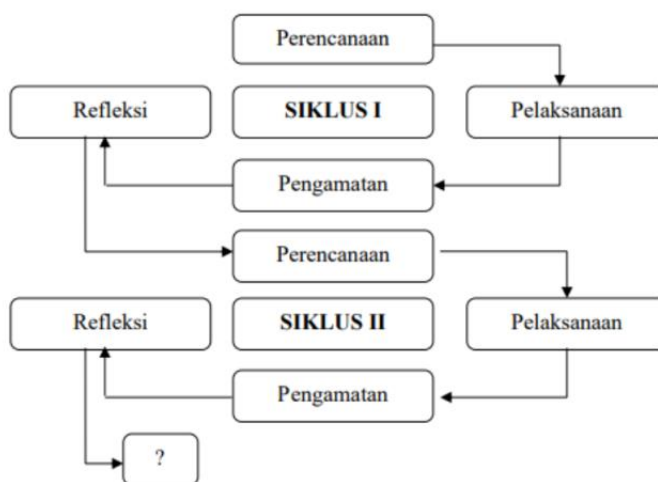 Perencanaan
Refleksi
SIKLUS I
Pelaksanaan
Pengamatan
Perencanaan
Refleksi
SIKLUS II
Pelaksanaan
Pengamatan
?